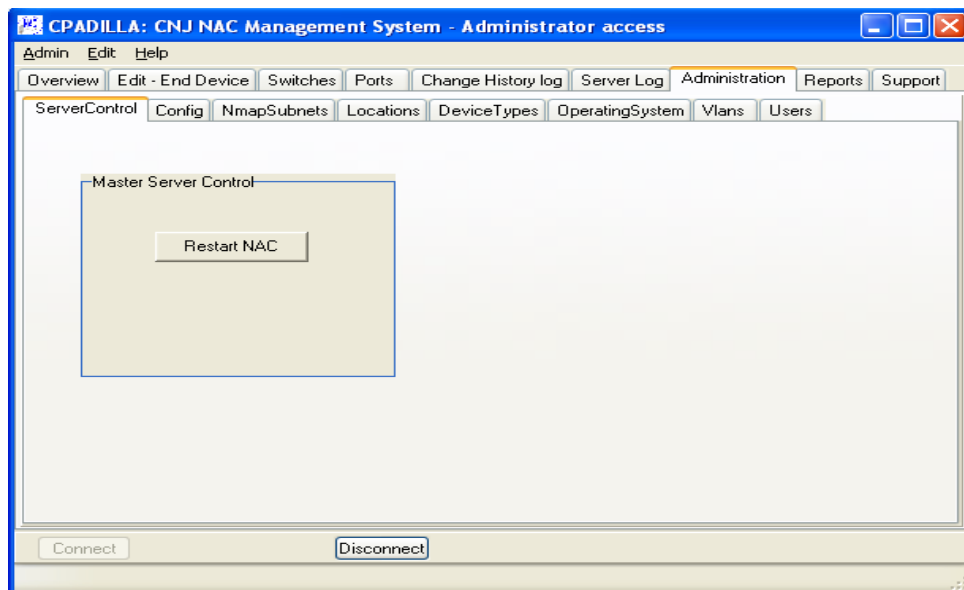 CPADILLA: CNJ NAC Management System - Administrator access
Admin Edit Help
Overview Edit - End Device Switches Ports Change History log Server Log Administration Reports Support
ServerControl Config NmapSubnets Locations DeviceTypes OperatingSystem Vlans Users
Master Server Control
Restart NAC
Connect Disconnect